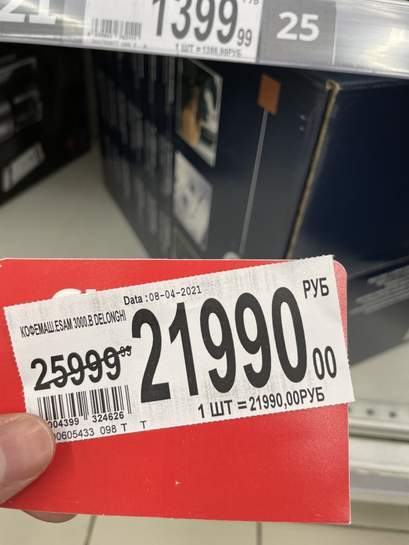 1399 99
1 ШТ = 1399,99РУБ.
25
Data : 08-04-2021
КОФЕМАШ.ESAM 3000.B DELONGHI
25999 99
21990,00
РУБ
1 ШТ = 21990,00РУБ
004399 324626
00605433 098 Т Т